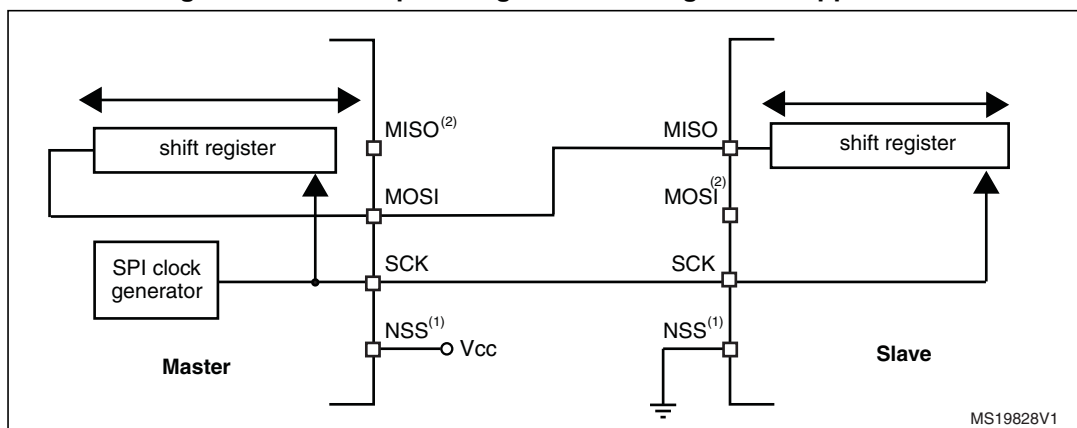 MISO(2)
MISO
shift register
shift register
MOSI
MOSI(2)
SPI clock
generator
SCK
SCK
NSS(1)
Vcc
NSS(1)
Master
Slave
MS19828V1